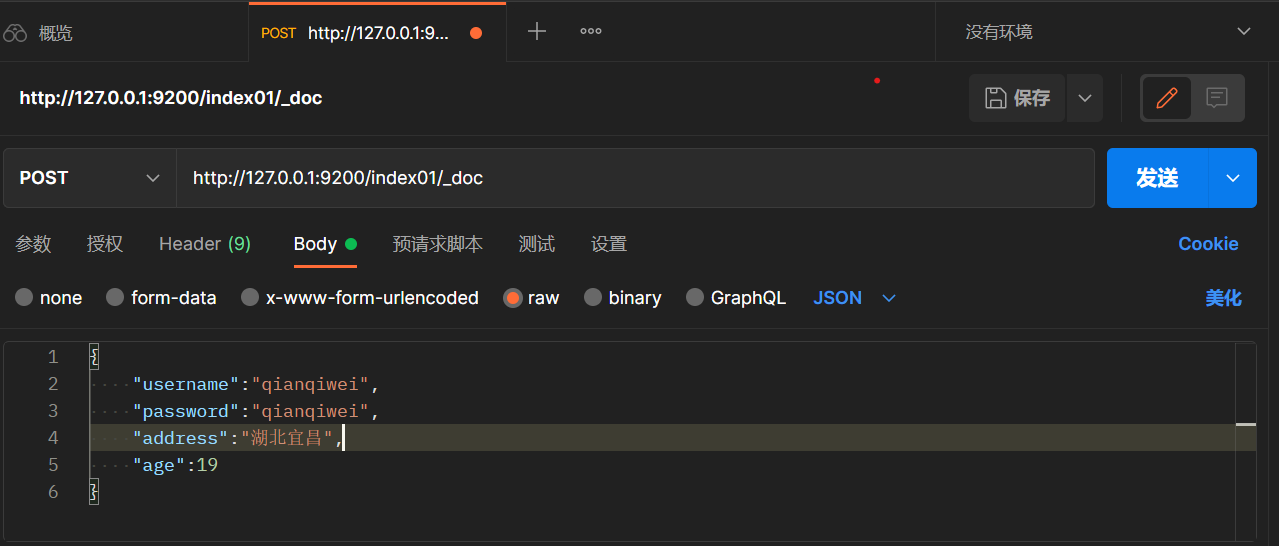 概览
POST http://127.0.0.1:9...
没有环境
http://127.0.0.1:9200/index01/_doc
保存
POST http://127.0.0.1:9200/index01/_doc
发送
参数 授权 Header (9) Body 预请求脚本 测试 设置 Cookie
none form-data x-www-form-urlencoded raw binary GraphQL JSON 美化
1 {
2 "username":"qianqiwei",
3 "password":"qianqiwei",
4 "address":"湖北宜昌",
5 "age":19
6 }